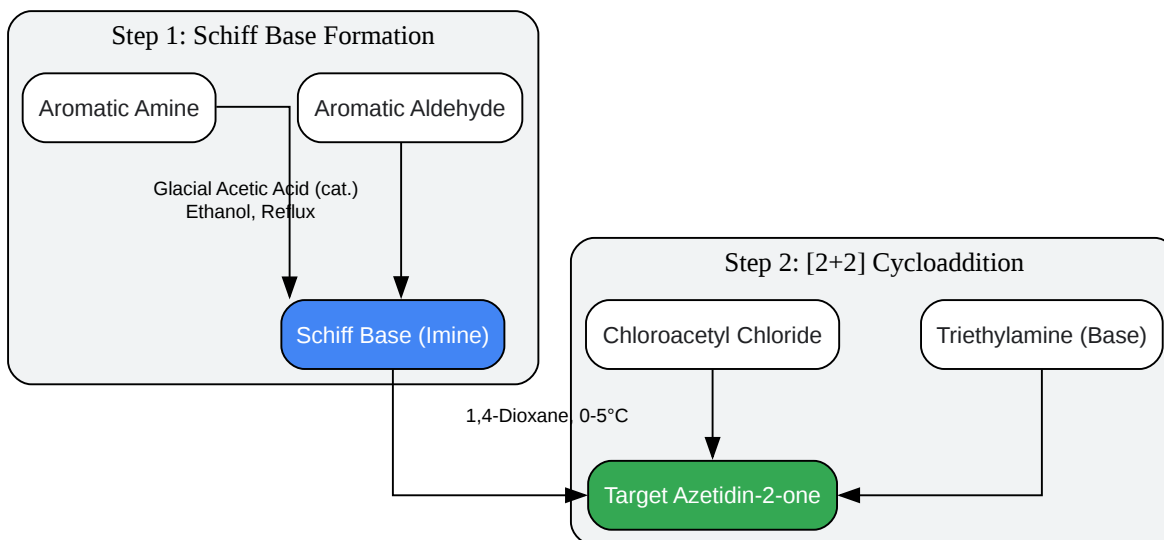 Step 1: Schiff Base Formation
Aromatic Amine
Aromatic Aldehyde
Glacial Acetic Acid (cat.)
Ethanol, Reflux
Schiff Base (Imine)
Step 2: [2+2] Cycloaddition
Chloroacetyl Chloride
Triethylamine (Base)
1,4-Dioxane, 0-5°C
Target Azetidin-2-one